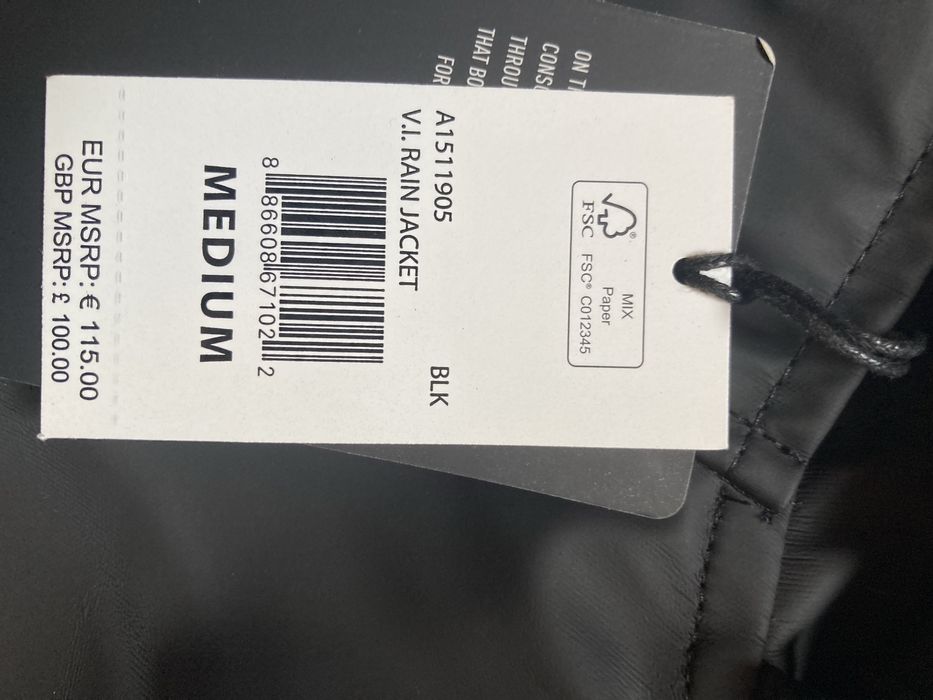 ON T
CONS
THROU
THAT BO
FOR
MIX
Paper
FSC® C012345
FSC
A1511905 BLK
V.I. RAIN JACKET
8 86608 67102 2
MEDIUM
EUR MSRP: € 115.00
GBP MSRP: £ 100.00